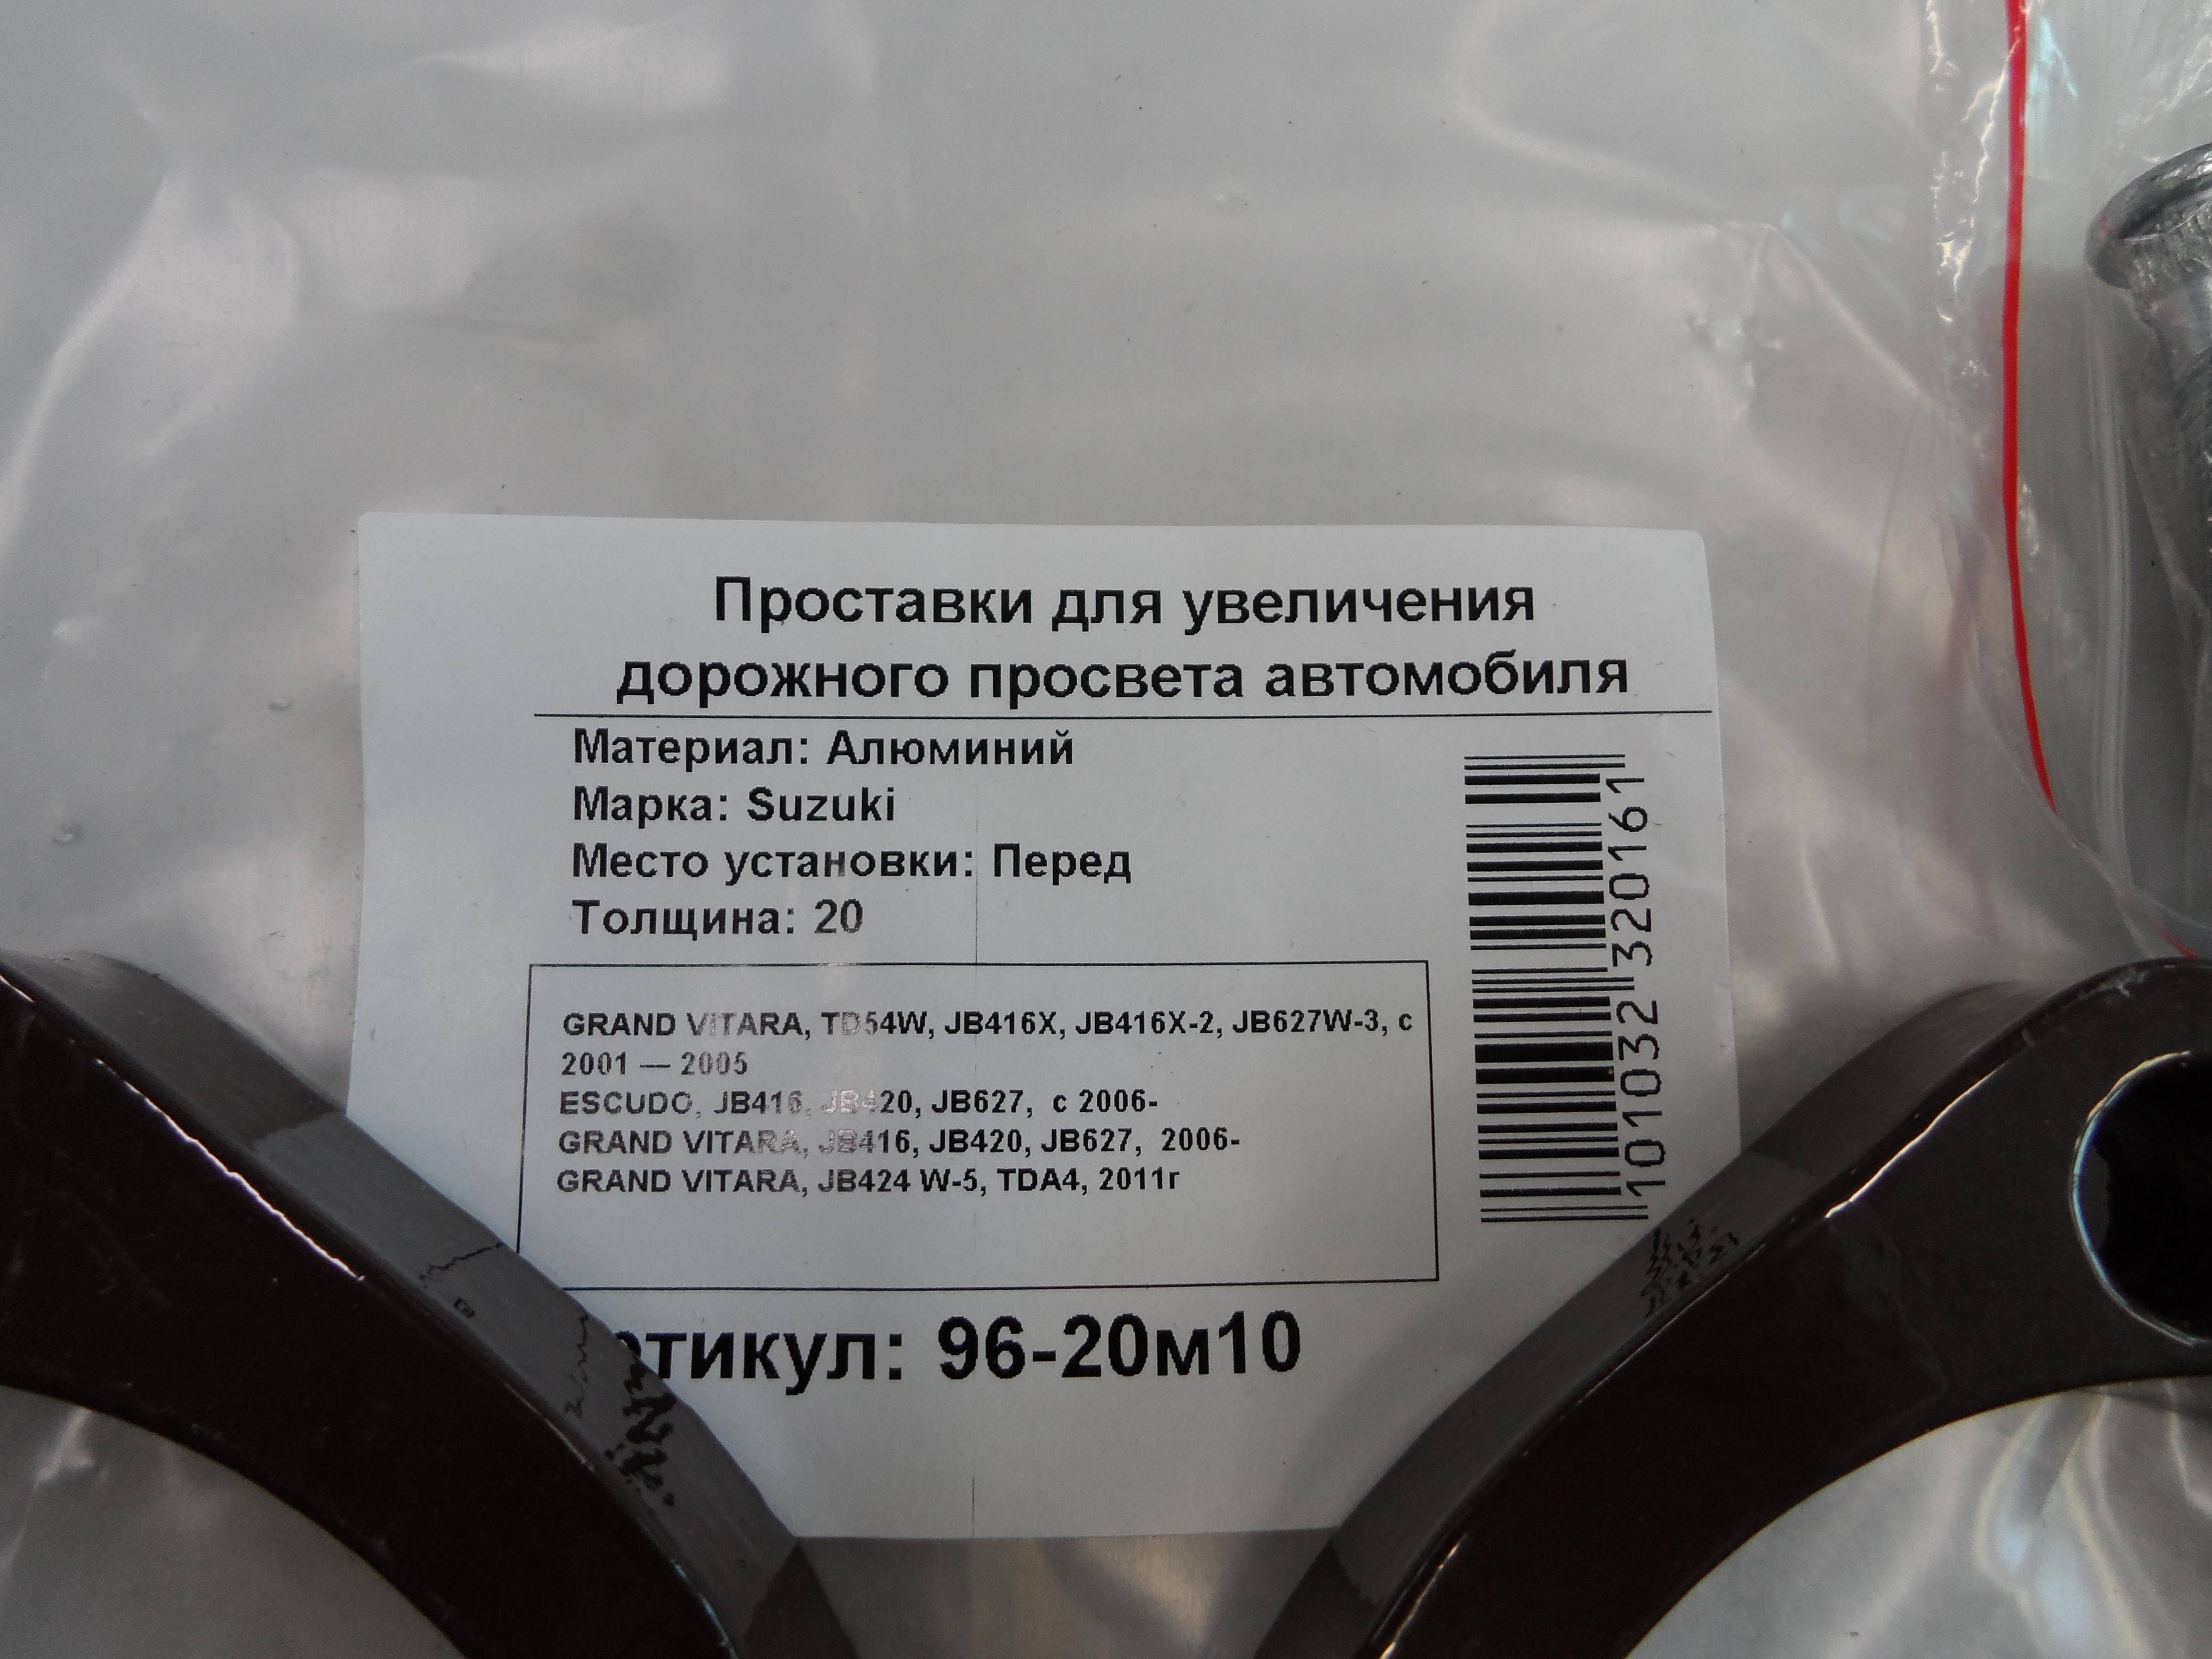 Проставки для увеличения
дорожного просвета автомобиля
Материал: Алюминий
Марка: Suzuki
Место установки: Перед
Толщина: 20
GRAND VITARA, TD54W, JB416X, JB416X-2, JB627W-3, с
2001 — 2005
ESCUDO, JB416, JB420, JB627, с 2006-
GRAND VITARA, JB416, JB420, JB627, 2006-
GRAND VITARA, JB424 W-5, TDA4, 2011г
96-20м10
101032 320161